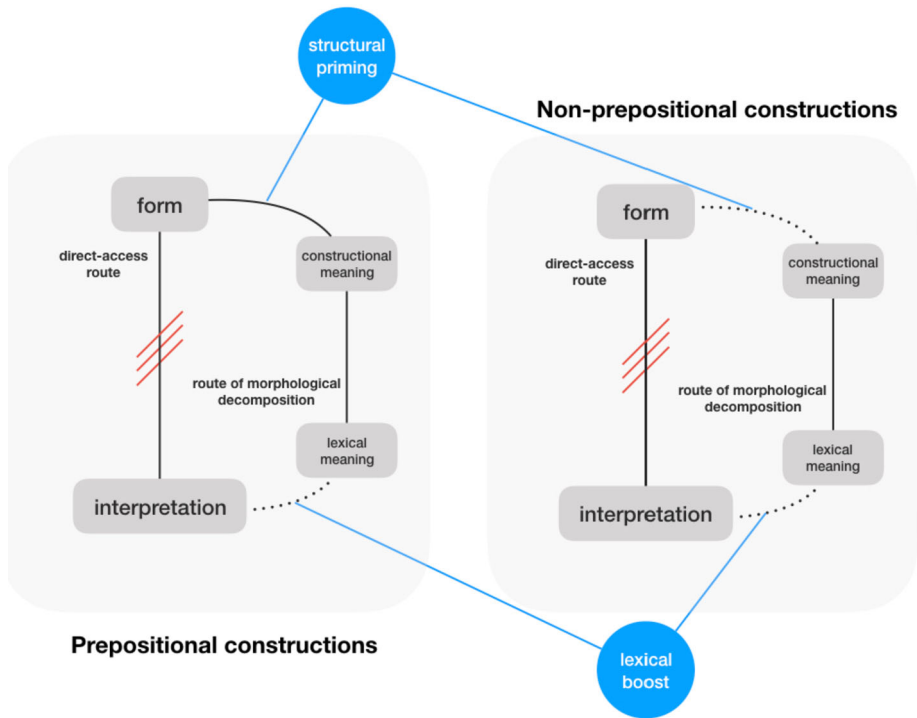 structural
priming
Non-prepositional constructions
form
direct-access
route
constructional
meaning
route of morphological
decomposition
lexical
meaning
interpretation
form
direct-access
route
constructional
meaning
route of morphological
decomposition
lexical
meaning
interpretation
Prepositional constructions
lexical
boost